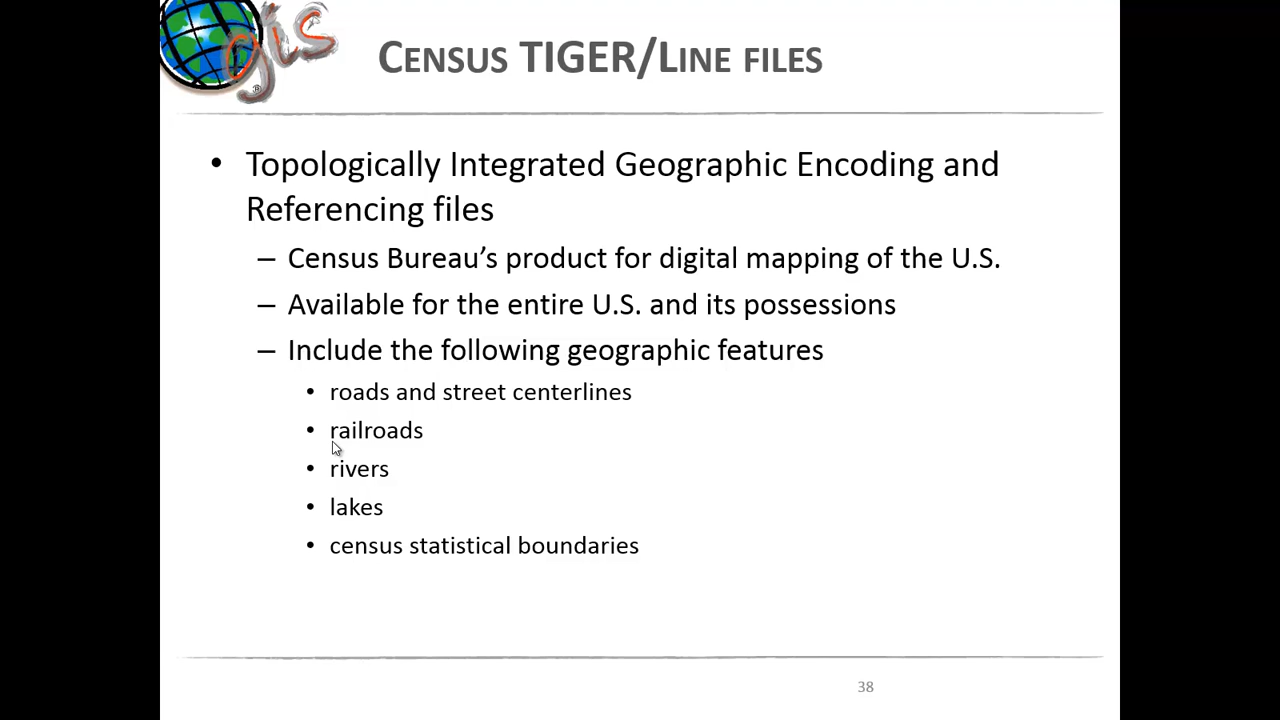 gis
CENSUS TIGER/LINE FILES
• Topologically Integrated Geographic Encoding and
Referencing files
– Census Bureau’s product for digital mapping of the U.S.
– Available for the entire U.S. and its possessions
– Include the following geographic features
• roads and street centerlines
• railroads
• rivers
• lakes
• census statistical boundaries
38